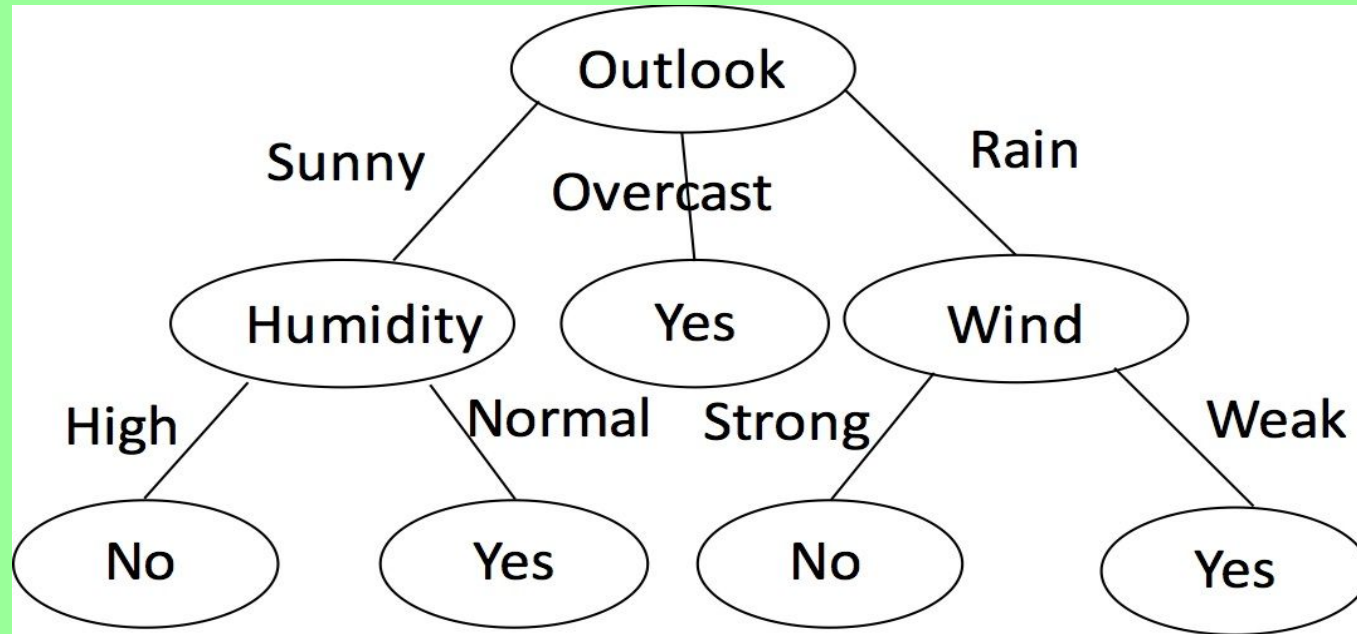 Outlook
Sunny
Overcast
Rain
Humidity
Yes
Wind
High
Normal
Strong
Weak
No
Yes
No
Yes